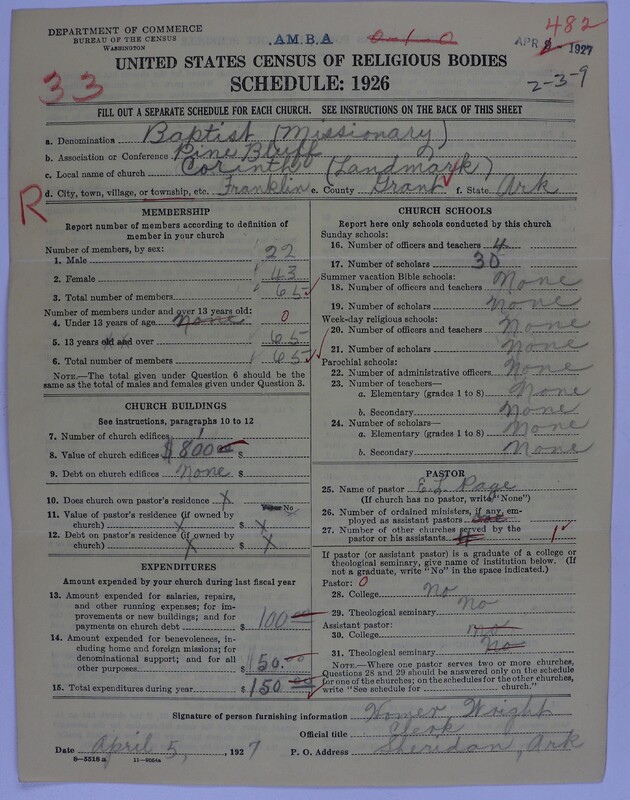 DEPARTMENT OF COMMERCE
BUREAU OF THE CENSUS
WASHINGTON
A.M.B.A
0-1-0
482
APR 1927
2-3-9
33
UNITED STATES CENSUS OF RELIGIOUS BODIES
SCHEDULE: 1926
FILL OUT A SEPARATE SCHEDULE FOR EACH CHURCH. SEE INSTRUCTIONS ON THE BACK OF THIS SHEET
a. Denomination Baptist (Missionary)
b. Association or Conference Pine Bluff
c. Local name of church Corinth (Landmark)
R
d. City, town, village, or township, etc. Franklin e. County Grant f. State Ark
MEMBERSHIP
Report number of members according to definition of
member in your church
Number of members, by sex:
1. Male 22
2. Female 43
3. Total number of members 65
Number of members under and over 13 years old:
4. Under 13 years of age None 0
5. 13 years old and over 65
6. Total number of members 65
NOTE.—The total given under Question 6 should be
same as the total of males and females given under Question 3.
CHURCH BUILDINGS
See instructions, paragraphs 10 to 12
7. Number of church edifices 1
8. Value of church edifices $800 $
9. Debt on church edifices None $
10. Does church own pastor's residence X
Yes or No
11. Value of pastor's residence (if owned by
church) X $ X
12. Debt on pastor's residence (if owned by
church) X $ X
EXPENDITURES
Amount expended by your church during last fiscal year
13. Amount expended for salaries, repairs,
and other running expenses; for im-
provements or new buildings; and for
payments on church debt $ 100
14. Amount expended for benevolences, in-
cluding home and foreign missions; for
denominational support; and for all
other purposes $ 50.00
15. Total expenditures during year $ 150 00
CHURCH SCHOOLS
Report here only schools conducted by this church
Sunday schools:
16. Number of officers and teachers 4
17. Number of scholars 30
Summer vacation Bible schools:
18. Number of officers and teachers None
19. Number of scholars None
Week-day religious schools:
20. Number of officers and teachers None
21. Number of scholars None
Parochial schools:
22. Number of administrative officers None
23. Number of teachers—
a. Elementary (grades 1 to 8) None
b. Secondary None
24. Number of scholars—
a. Elementary (grades 1 to 8) None
b. Secondary None
PASTOR
25. Name of pastor E. L. Page
(If church has no pastor, write "None")
26. Number of ordained ministers, if any, em-
ployed as assistant pastors
27. Number of other churches served by the
pastor or his assistants 1
If pastor (or assistant pastor) is a graduate of a college or
theological seminary, give name of institution below. (If
not a graduate, write "No" in the space indicated.)
Pastor: 0
28. College No
29. Theological seminary No
Assistant pastor:
30. College no
31. Theological seminary No
NOTE.—Where one pastor serves two or more churches,
Questions 28 and 29 should be answered only on the schedule
for one of the churches; on the schedules for the other churches,
write "See schedule for church."
Signature of person furnishing information Homer Wright
Official title Clerk
Date April 5, 1927 P. O. Address Sheridan, Ark
8-5518 a